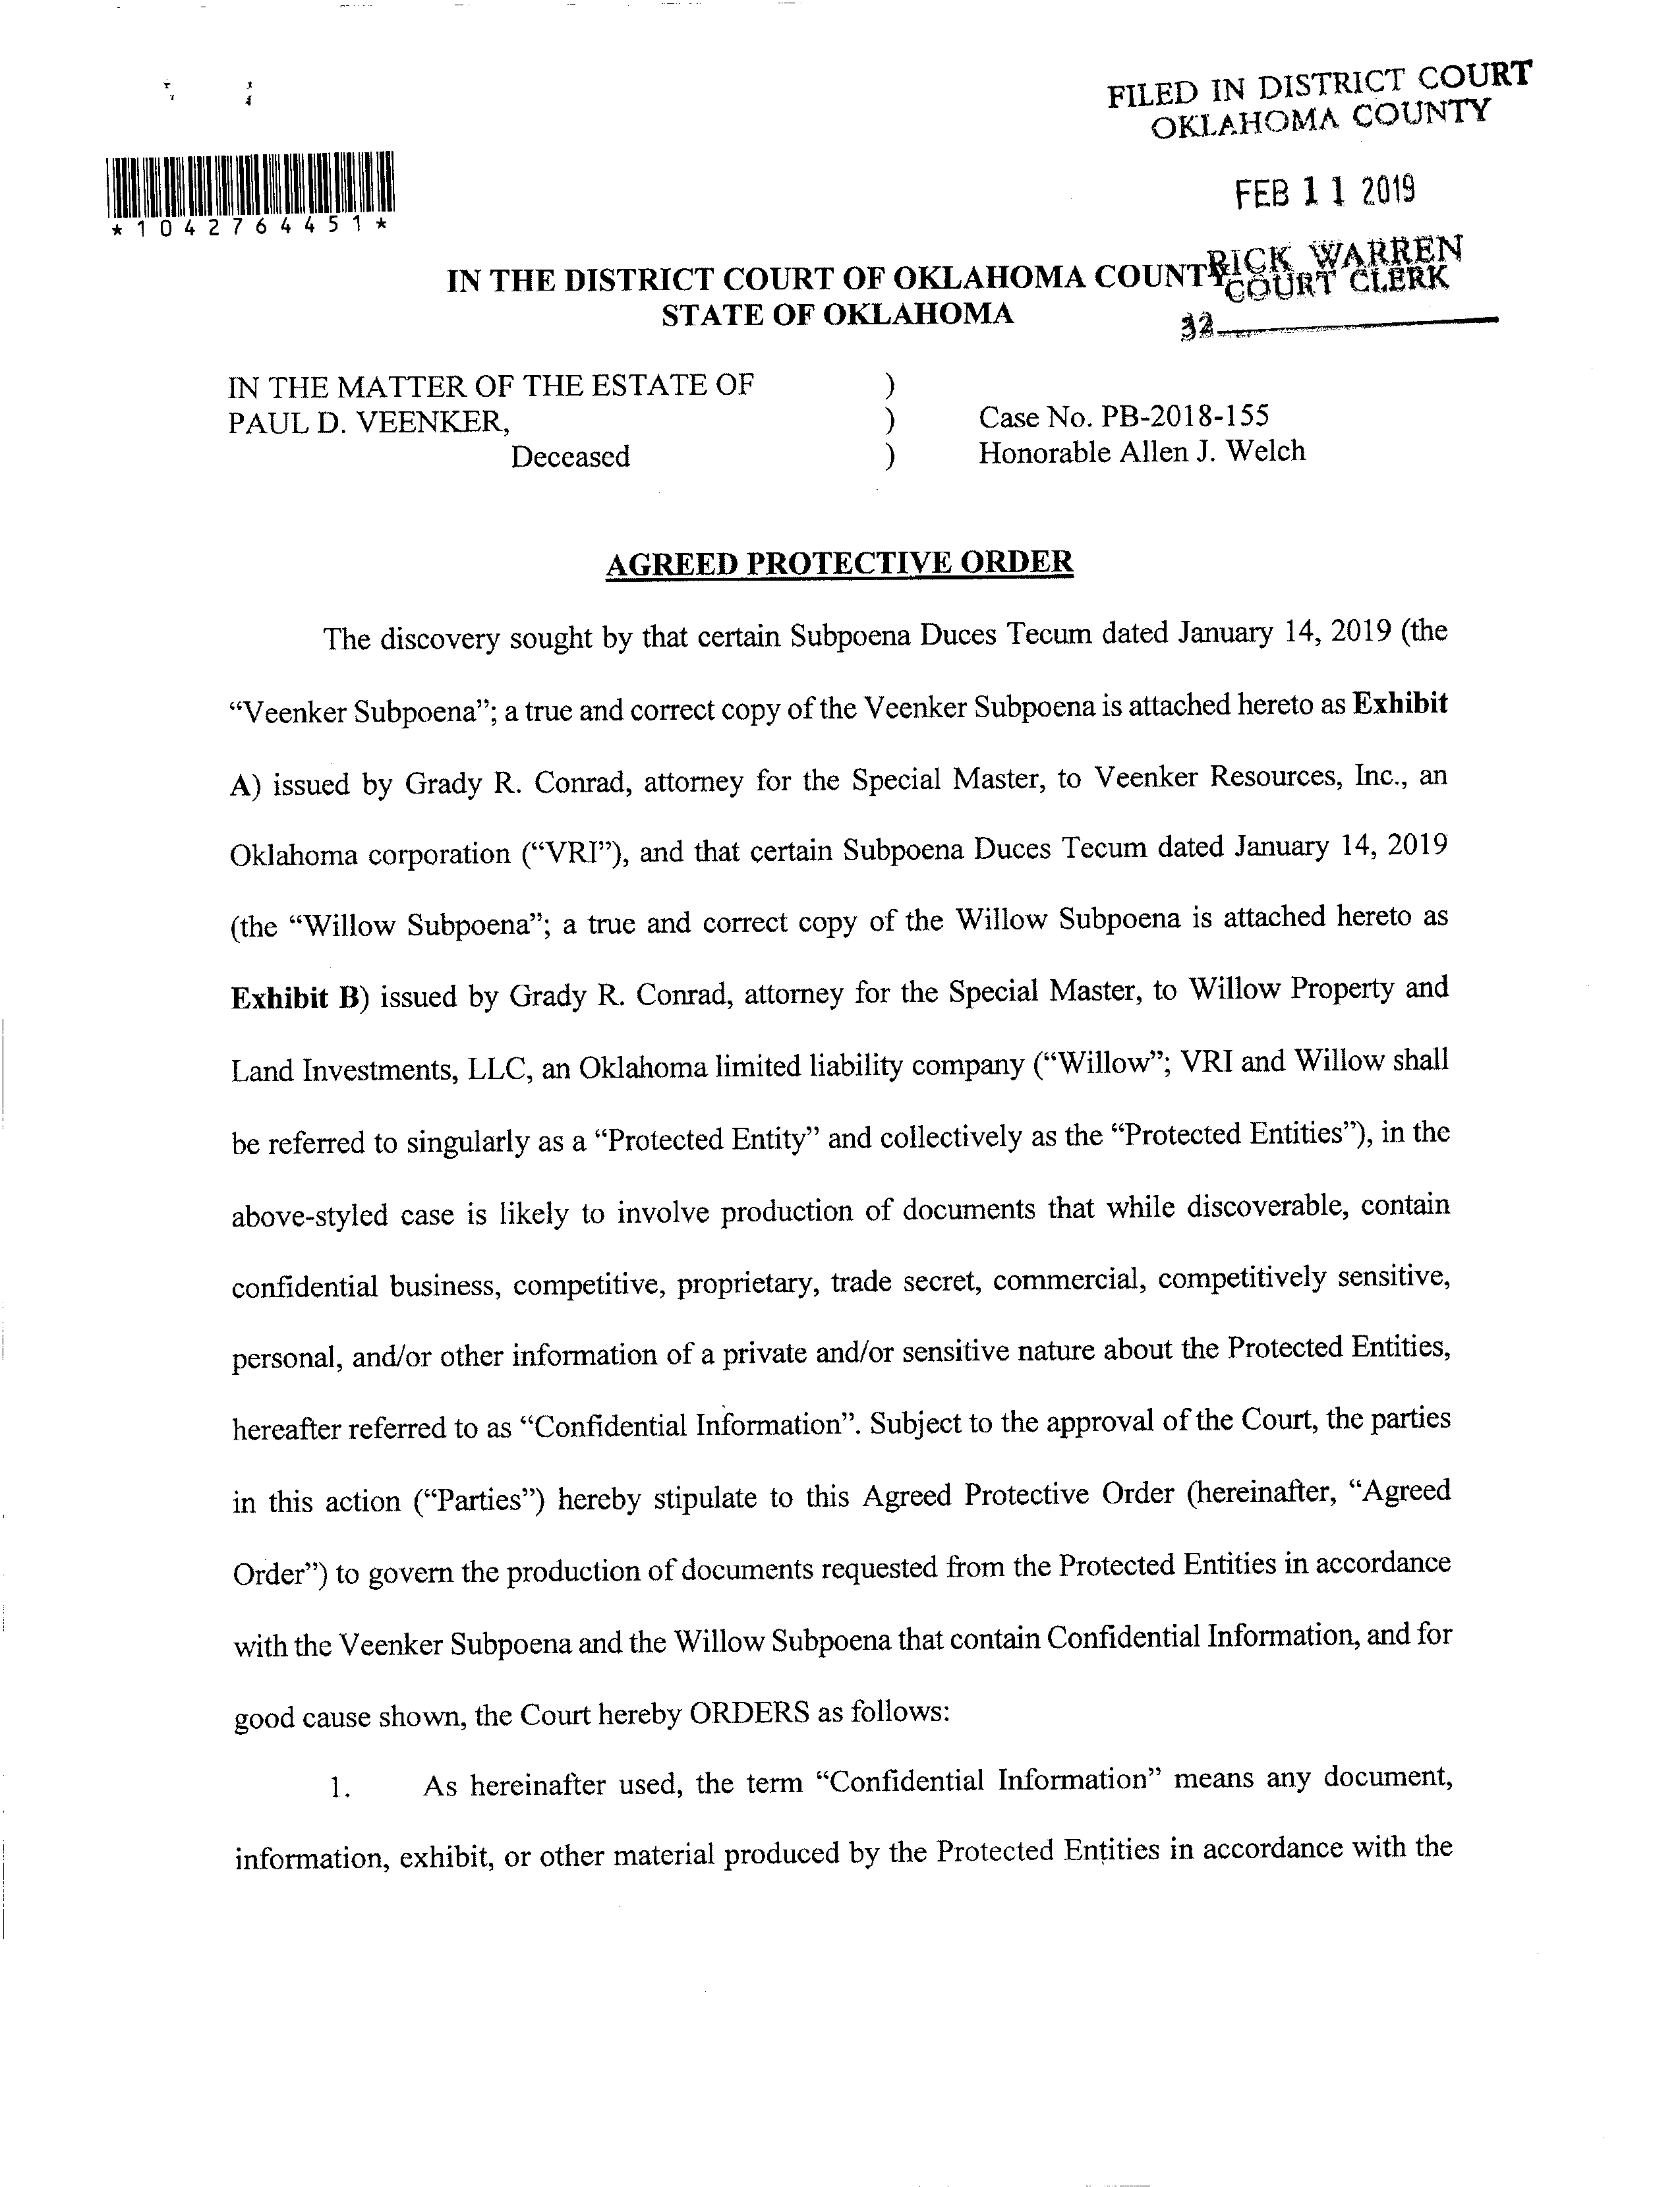 FILED IN DISTRICT COURT
OKLAHOMA COUNTY
FEB 11 2019
RICK WARREN
COURT CLERK
32
*1042764451*
IN THE DISTRICT COURT OF OKLAHOMA COUNTY
STATE OF OKLAHOMA
IN THE MATTER OF THE ESTATE OF )
PAUL D. VEENKER, ) Case No. PB-2018-155
Deceased ) Honorable Allen J. Welch
AGREED PROTECTIVE ORDER
The discovery sought by that certain Subpoena Duces Tecum dated January 14, 2019 (the
“Veenker Subpoena”; a true and correct copy of the Veenker Subpoena is attached hereto as Exhibit
A) issued by Grady R. Conrad, attorney for the Special Master, to Veenker Resources, Inc., an
Oklahoma corporation (“VRI”), and that certain Subpoena Duces Tecum dated January 14, 2019
(the “Willow Subpoena”; a true and correct copy of the Willow Subpoena is attached hereto as
Exhibit B) issued by Grady R. Conrad, attorney for the Special Master, to Willow Property and
Land Investments, LLC, an Oklahoma limited liability company (“Willow”; VRI and Willow shall
be referred to singularly as a “Protected Entity” and collectively as the “Protected Entities”), in the
above-styled case is likely to involve production of documents that while discoverable, contain
confidential business, competitive, proprietary, trade secret, commercial, competitively sensitive,
personal, and/or other information of a private and/or sensitive nature about the Protected Entities,
hereafter referred to as “Confidential Information”. Subject to the approval of the Court, the parties
in this action (“Parties”) hereby stipulate to this Agreed Protective Order (hereinafter, “Agreed
Order”) to govern the production of documents requested from the Protected Entities in accordance
with the Veenker Subpoena and the Willow Subpoena that contain Confidential Information, and for
good cause shown, the Court hereby ORDERS as follows:
1. As hereinafter used, the term “Confidential Information” means any document,
information, exhibit, or other material produced by the Protected Entities in accordance with the